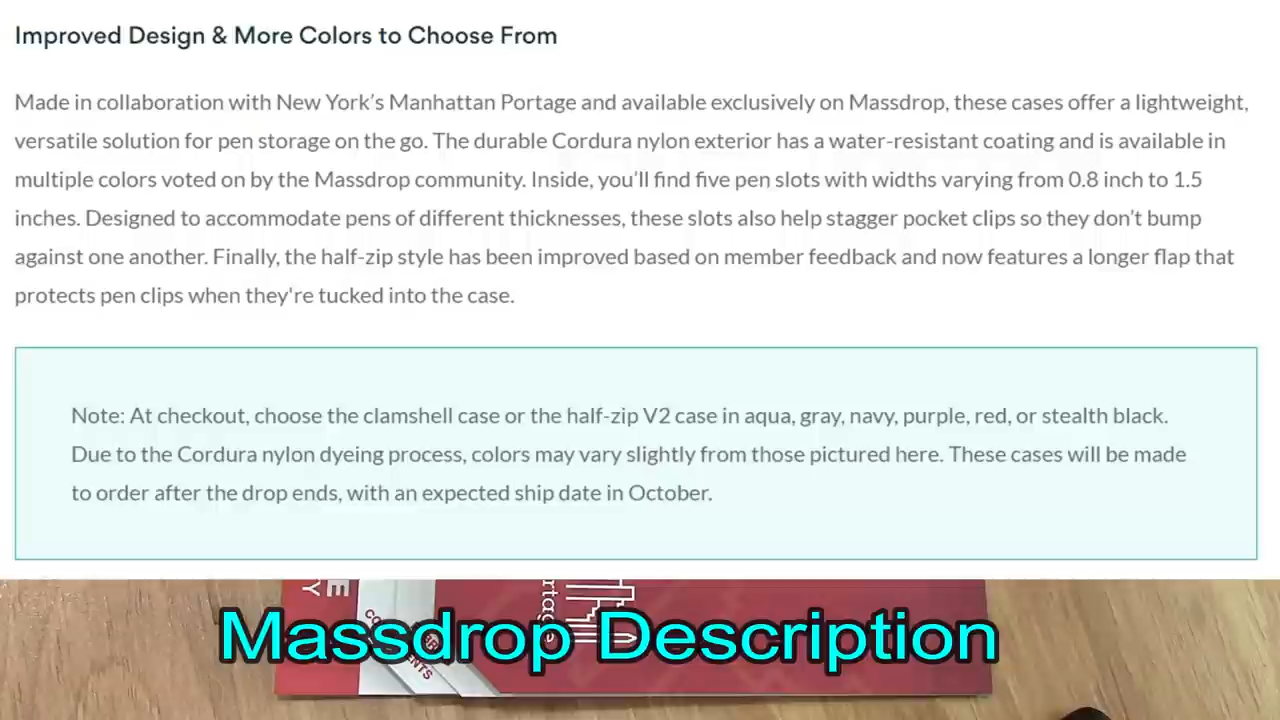 Improved Design & More Colors to Choose From
Made in collaboration with New York's Manhattan Portage and available exclusively on Massdrop, these cases offer a lightweight,
versatile solution for pen storage on the go. The durable Cordura nylon exterior has a water-resistant coating and is available in
multiple colors voted on by the Massdrop community. Inside, you'll find five pen slots with widths varying from 0.8 inch to 1.5
inches. Designed to accommodate pens of different thicknesses, these slots also help stagger pocket clips so they don't bump
against one another. Finally, the half-zip style has been improved based on member feedback and now features a longer flap that
protects pen clips when they're tucked into the case.
Note: At checkout, choose the clamshell case or the half-zip V2 case in aqua, gray, navy, purple, red, or stealth black.
Due to the Cordura nylon dyeing process, colors may vary slightly from those pictured here. These cases will be made
to order after the drop ends, with an expected ship date in October.
Massdrop Description